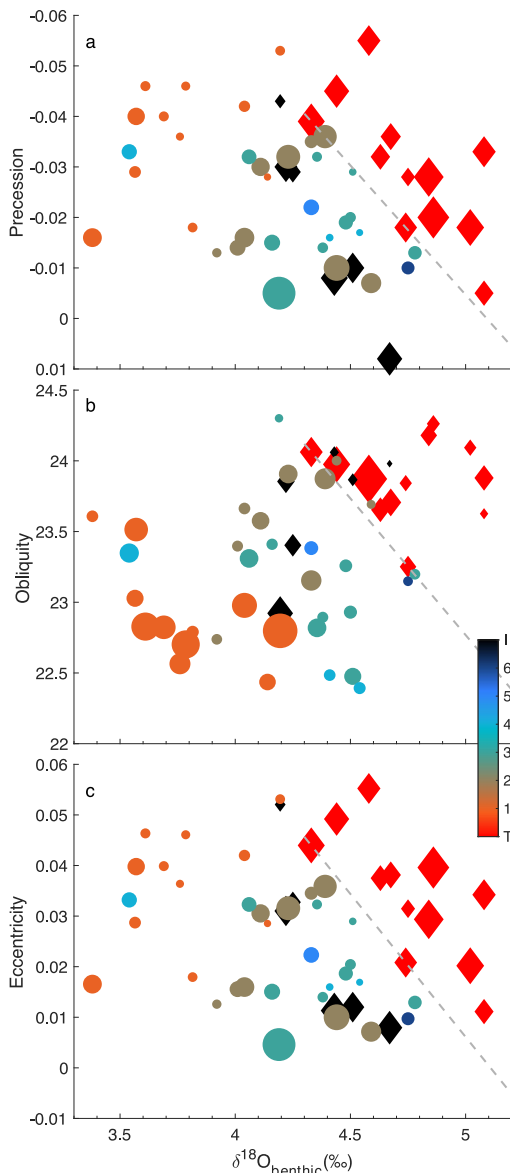 -0.06
a
-0.05
-0.04
-0.03
-0.02
-0.01
0
0.01
Precession
24.5
b
24
23.5
23
22.5
22
Obliquity
I
6
5
4
3
2
1
T
0.06
c
0.05
0.04
0.03
0.02
0.01
0
-0.01
Eccentricity
3.5 4 4.5 5
δ18Obenthic(‰)